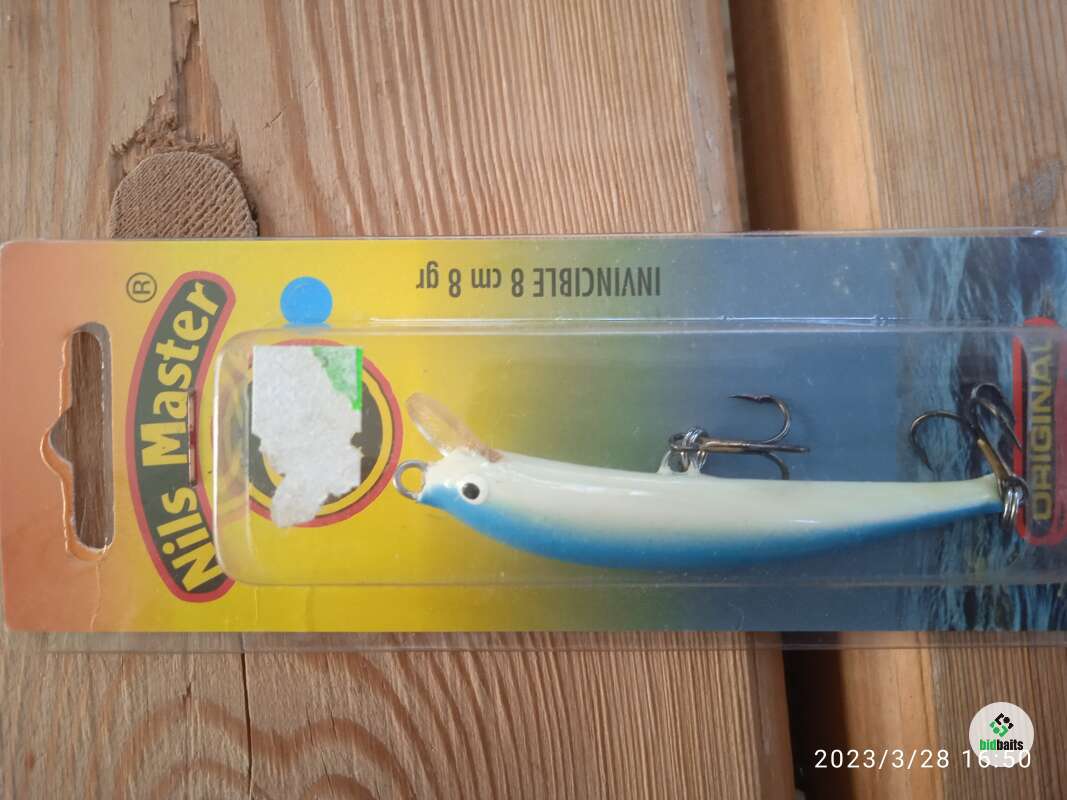 INVINCIBLE 8 cm 8 gr
Nils Master
®
ORIGINAL
bidbaits
2023/3/28 16:50